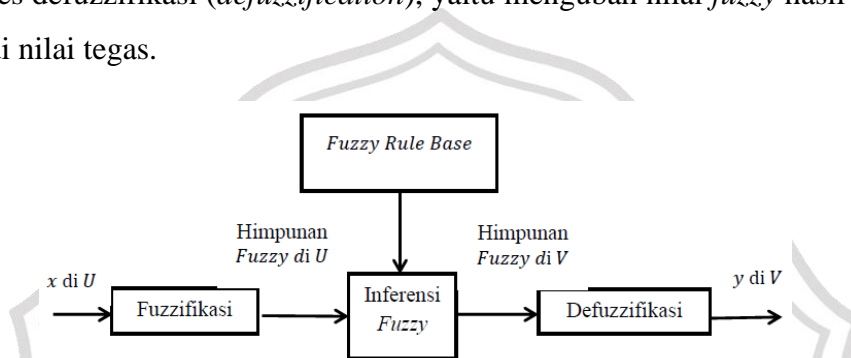 defuzzifikasi (defuzzification), yaitu mengubah nilai fuzzy hasil
nilai tegas.
Fuzzy Rule Base
Himpunan
Fuzzy di U
Himpunan
Fuzzy di V
x di U
Fuzzifikasi
Inferensi
Fuzzy
Defuzzifikasi
y di V